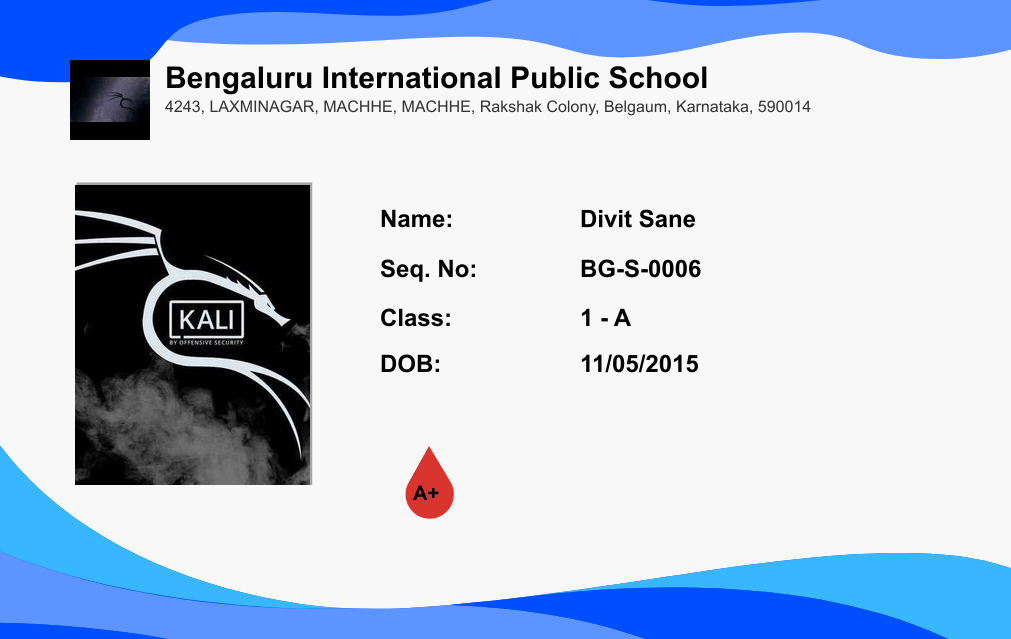 Bengaluru International Public School
4243, LAXMINAGAR, MACHHE, MACHHE, Rakshak Colony, Belgaum, Karnataka, 590014
Name: Divit Sane
Seq. No: BG-S-0006
Class: 1 - A
DOB: 11/05/2015
KALI
BY OFFENSIVE SECURITY
A+